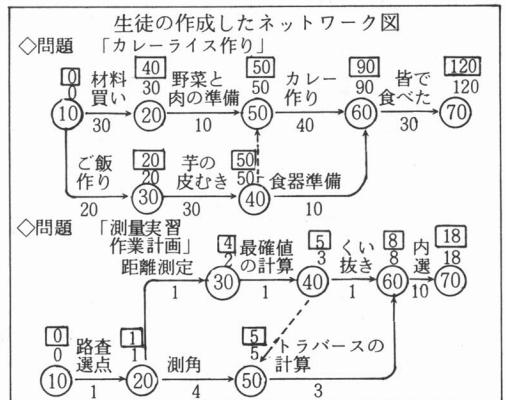 生徒の作成したネットワーク図
◇問題 「カレーライス作り」
0 40 50 90 120
0 材料 30 野菜と 50 カレー 90 皆で 120
買い 肉の準備 作り 食べた
10 20 50 60 70
30 10 40 30
ご飯 20 芋の 50
作り 20 皮むき 50 食器準備
30 40
20 30 10
◇問題 「測量実習
作業計画」 4 最確値 5 くい 8 内 18
距離測定 2 の計算 3 抜き 8 選 18
30 40 60 70
1 1 1 10
0 路査 1 5 トラバースの
0 選点 1 測角 5 の計算
10 20 50
1 4 3